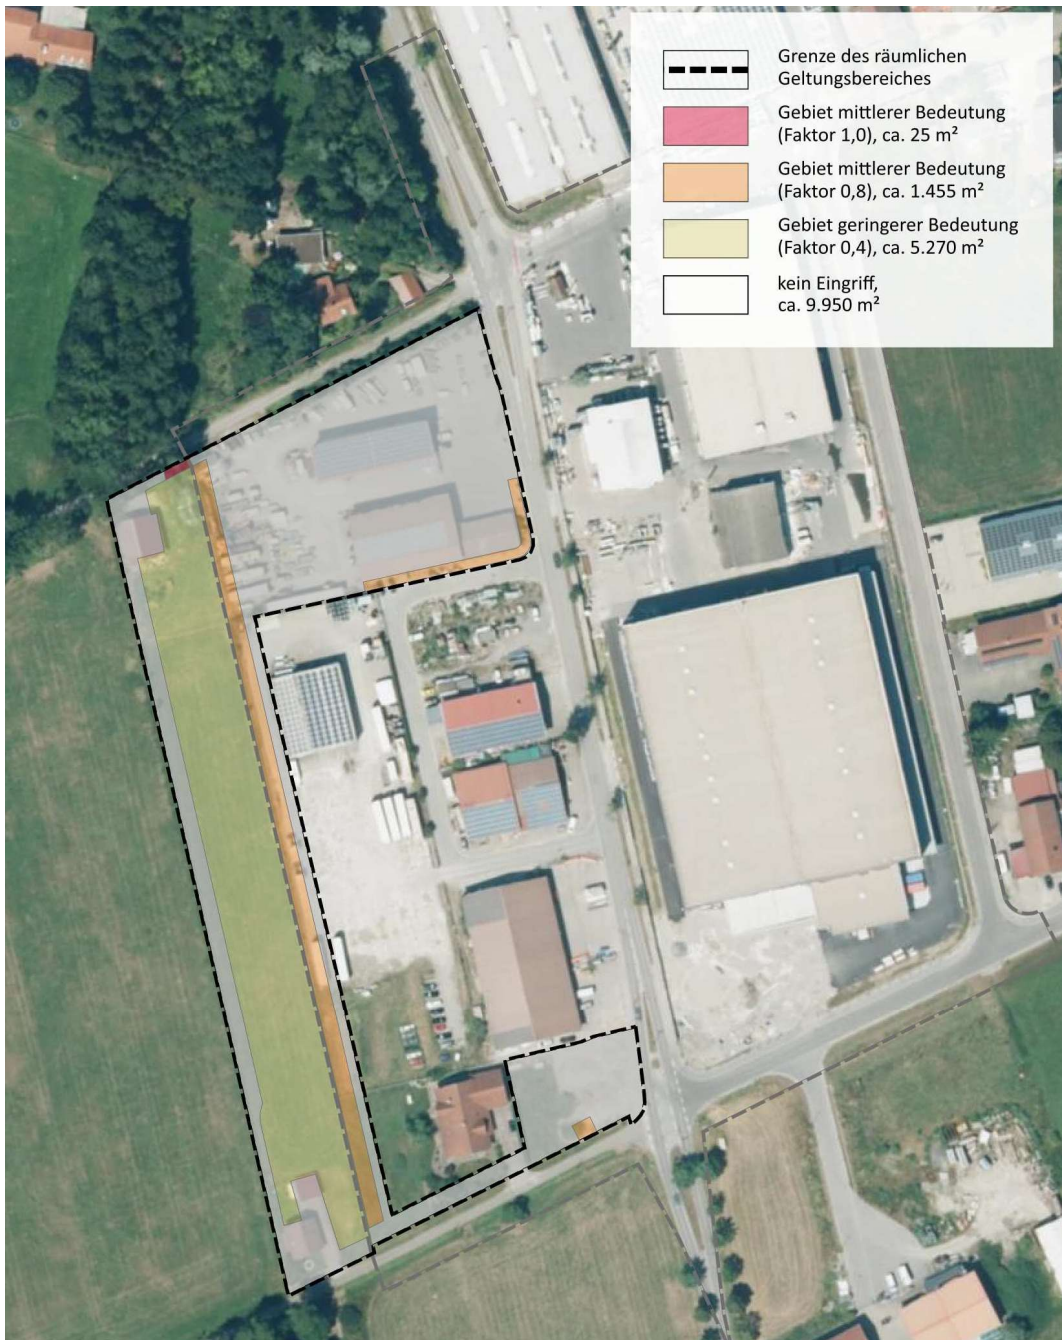 Grenze des räumlichen
Geltungsbereiches
Gebiet mittlerer Bedeutung
(Faktor 1,0), ca. 25 m²
Gebiet mittlerer Bedeutung
(Faktor 0,8), ca. 1.455 m²
Gebiet geringerer Bedeutung
(Faktor 0,4), ca. 5.270 m²
kein Eingriff,
ca. 9.950 m²